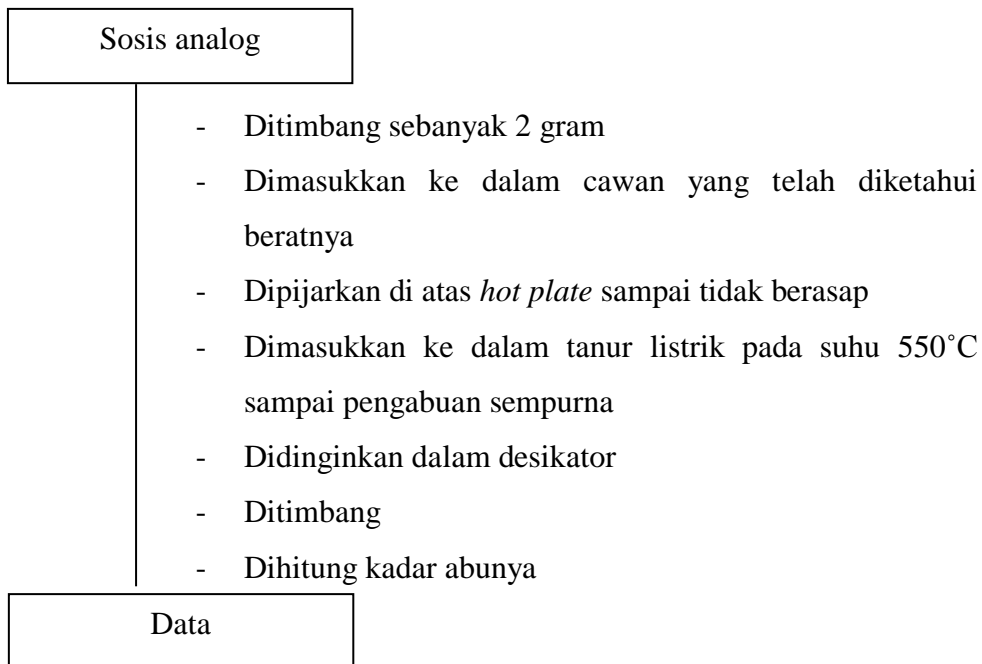 Sosis analog
- Ditimbang sebanyak 2 gram
- Dimasukkan ke dalam cawan yang telah diketahui
beratnya
- Dipijarkan di atas hot plate sampai tidak berasap
- Dimasukkan ke dalam tanur listrik pada suhu 550˚C
sampai pengabuan sempurna
- Didinginkan dalam desikator
- Ditimbang
- Dihitung kadar abunya
Data